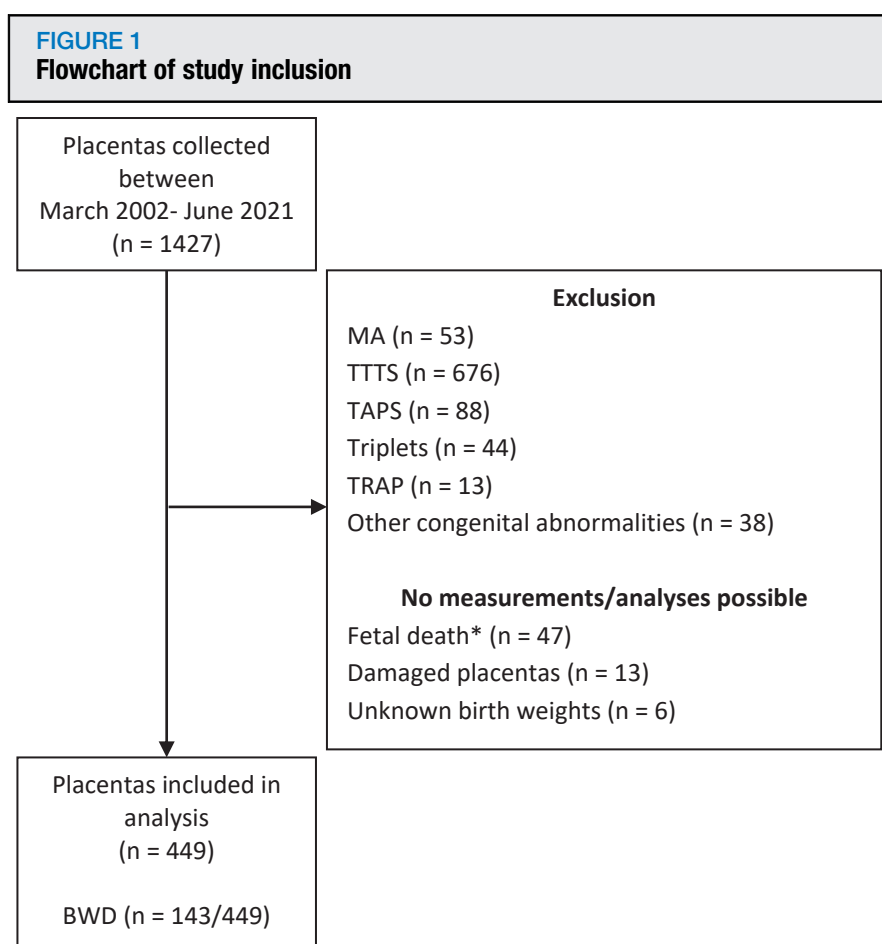 FIGURE 1
Flowchart of study inclusion
Placentas collected
between
March 2002- June 2021
(n = 1427)
Exclusion
MA (n = 53)
TTTS (n = 676)
TAPS (n = 88)
Triplets (n = 44)
TRAP (n = 13)
Other congenital abnormalities (n = 38)
No measurements/analyses possible
Fetal death* (n = 47)
Damaged placentas (n = 13)
Unknown birth weights (n = 6)
Placentas included in
analysis
(n = 449)
BWD (n = 143/449)